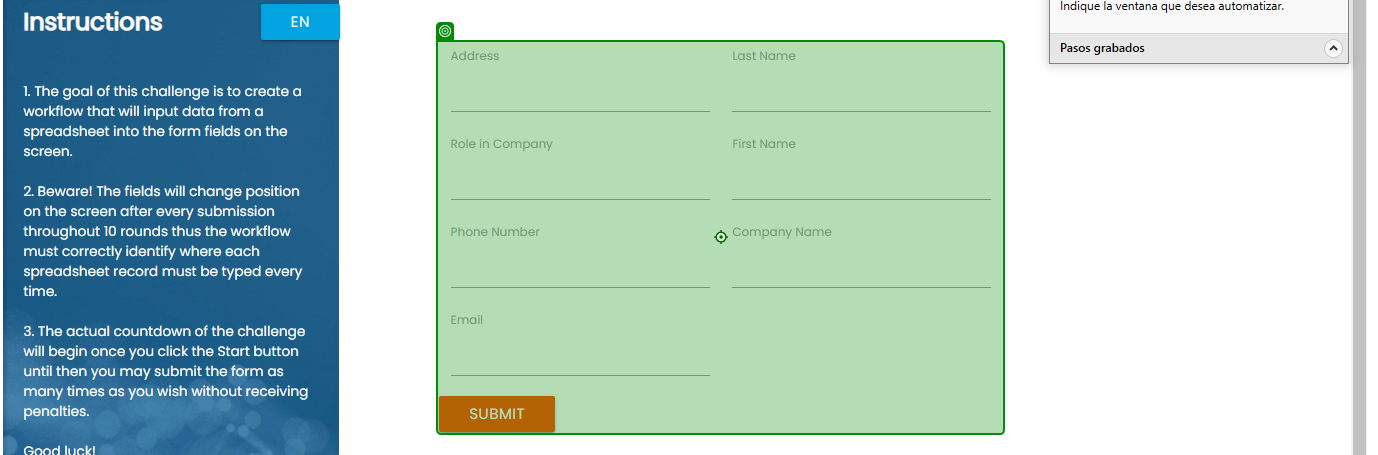 Instructions
EN
1. The goal of this challenge is to create a
workflow that will input data from a
spreadsheet into the form fields on the
screen.
2. Beware! The fields will change position
on the screen after every submission
throughout 10 rounds thus the workflow
must correctly identify where each
spreadsheet record must be typed every
time.
3. The actual countdown of the challenge
will begin once you click the Start button
until then you may submit the form as
many times as you wish without receiving
penalties.
Good luck!
Address
Last Name
Role in Company
First Name
Phone Number
Company Name
Email
SUBMIT
Indique la ventana que desea automatizar.
Pasos grabados